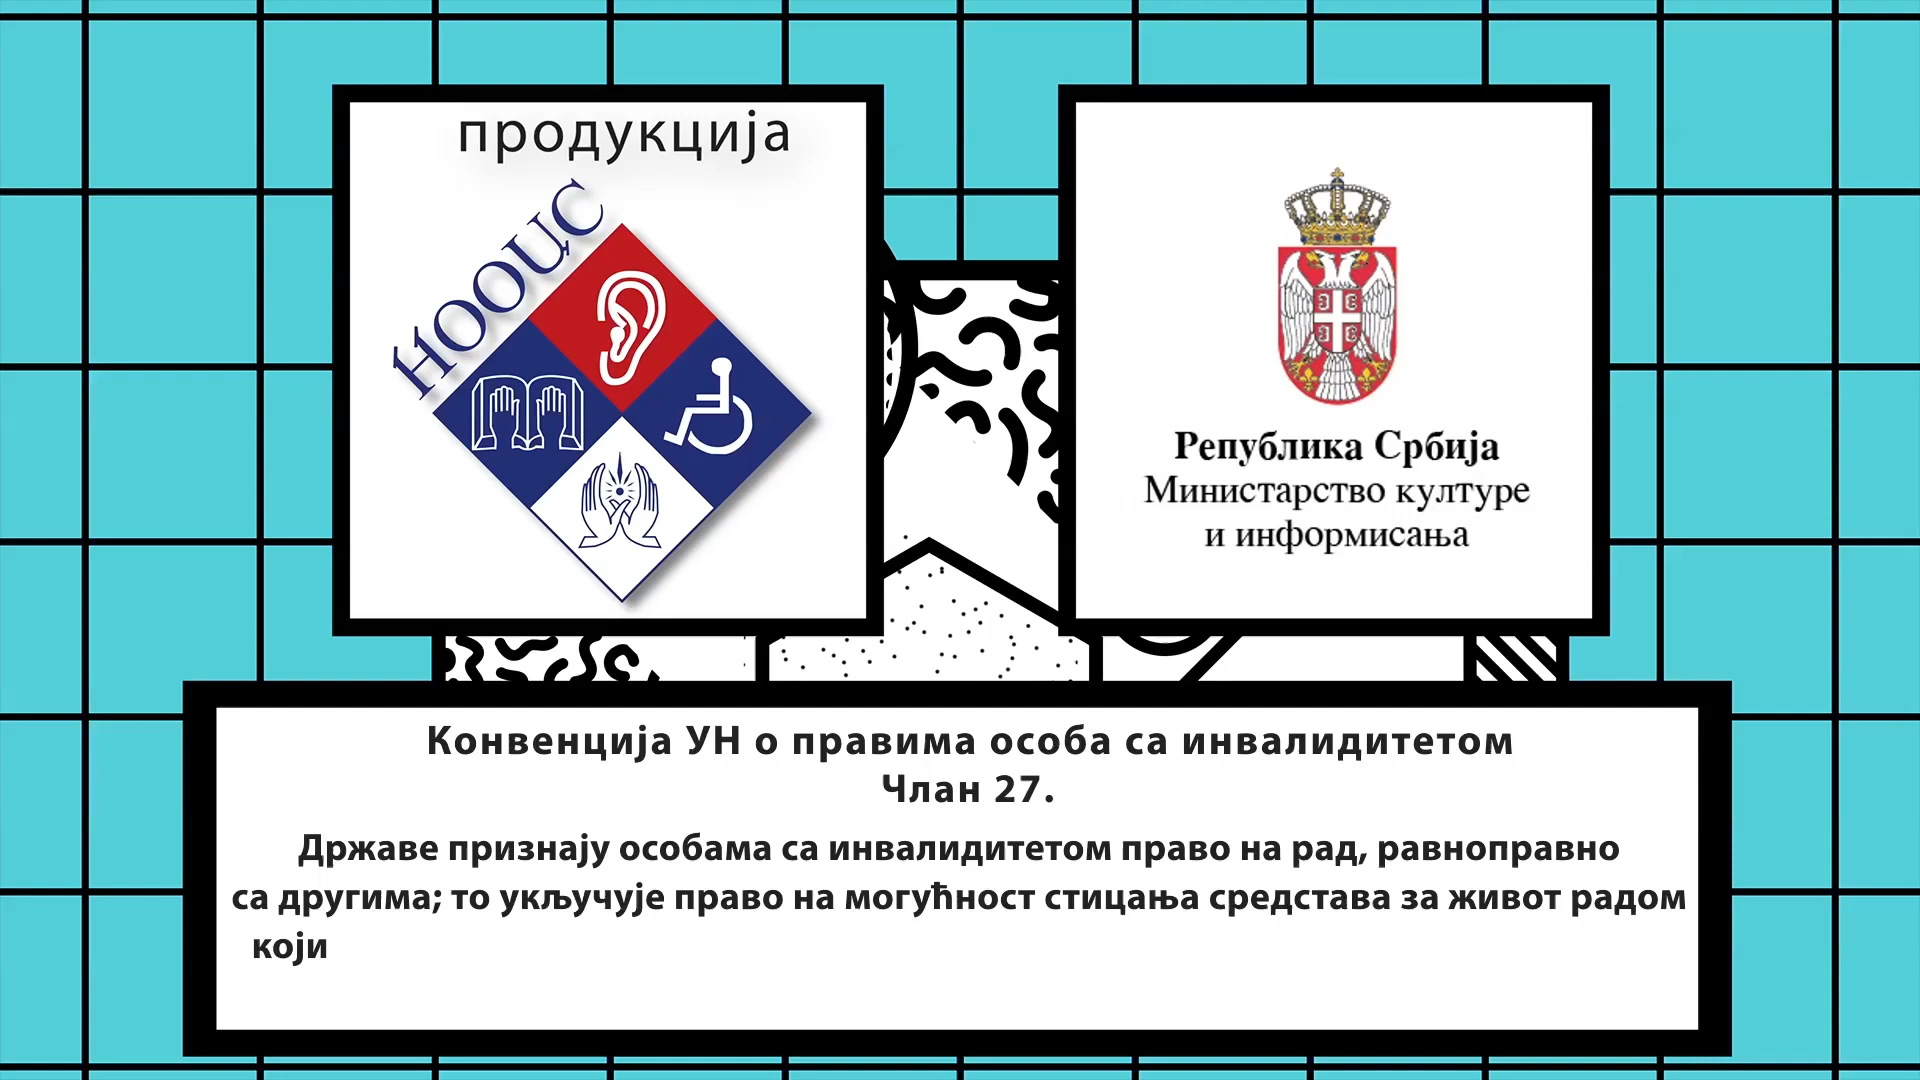 продукција
НООИС
Република Србија
Министарство културе
и информисања
Конвенција УН о правима особа са инвалидитетом
Члан 27.
Државе признају особама са инвалидитетом право на рад, равноправно
са другима; то укључује право на могућност стицања средстава за живот радом
који